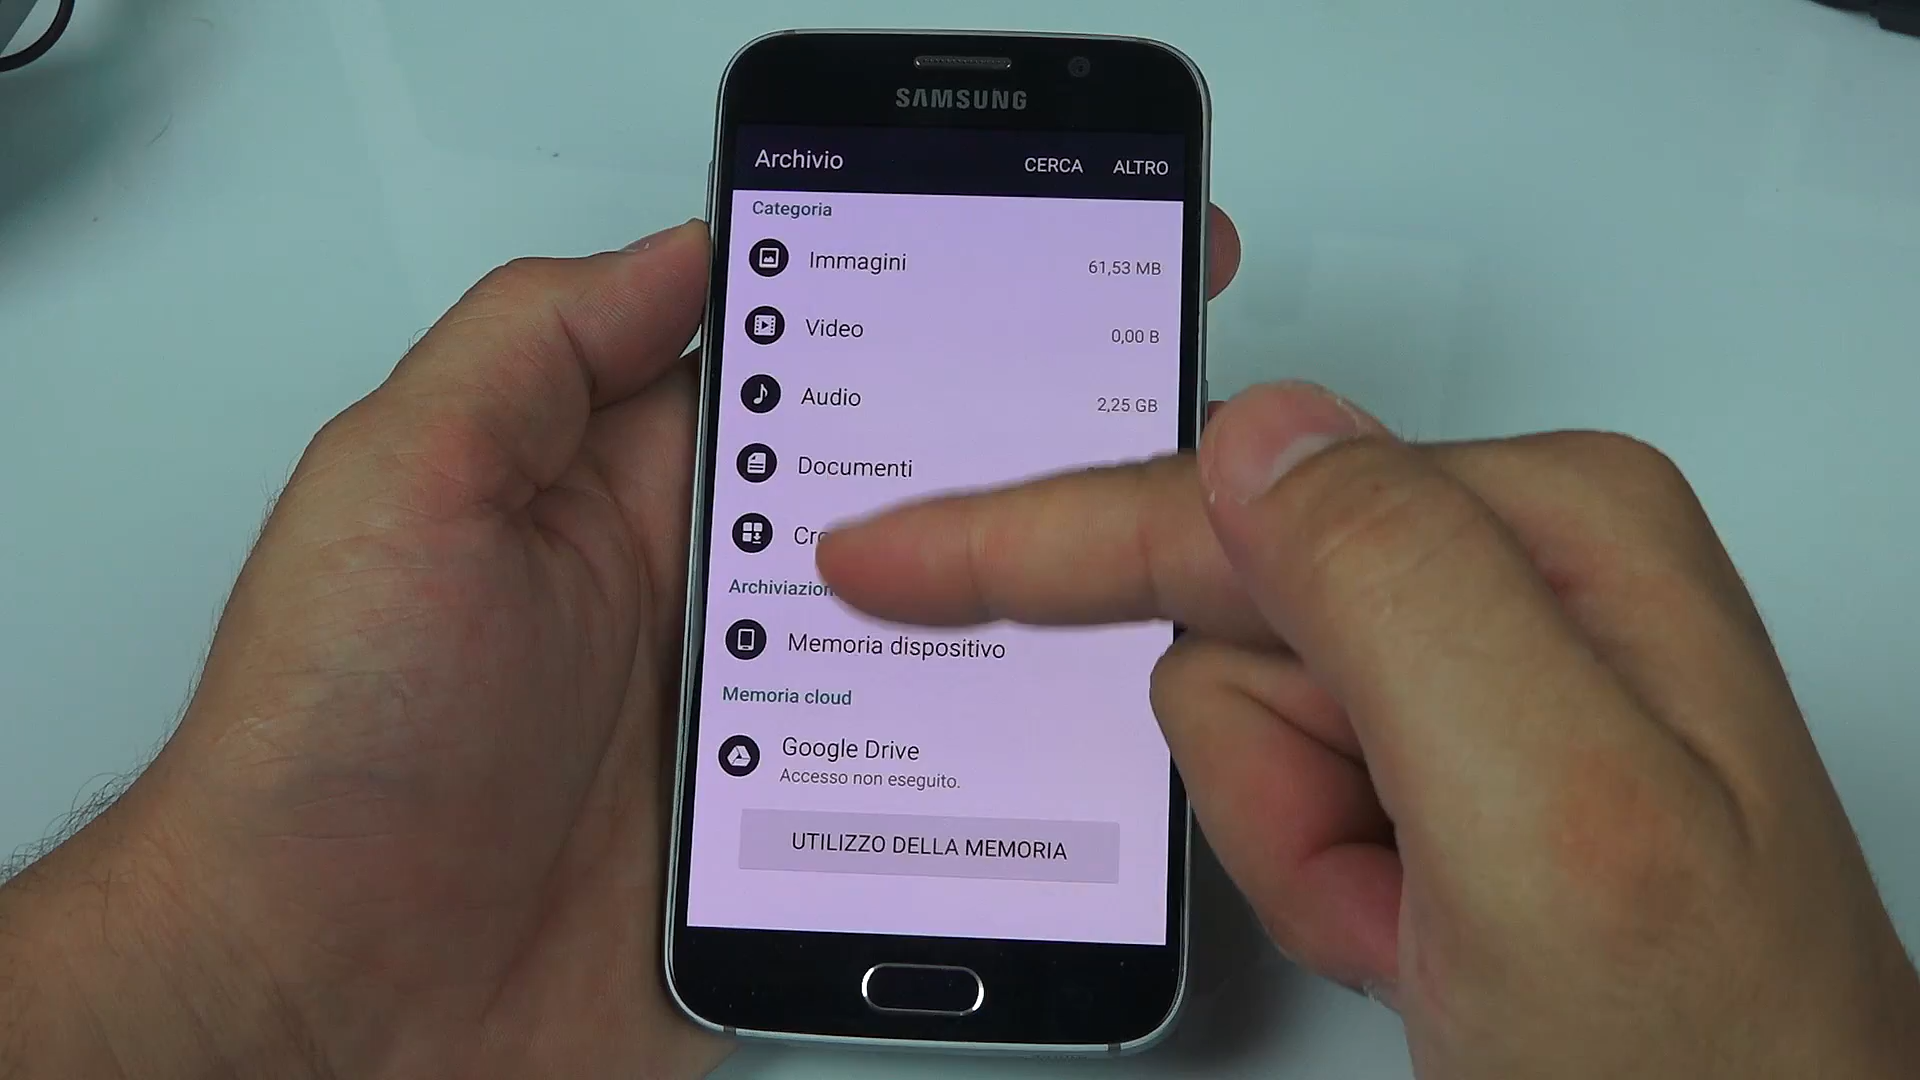 SAMSUNG
Archivio CERCA ALTRO
Categoria
Immagini 61,53 MB
Video 0,00 B
Audio 2,25 GB
Documenti
Memoria dispositivo
Memoria cloud
Google Drive
Accesso non eseguito.
UTILIZZO DELLA MEMORIA